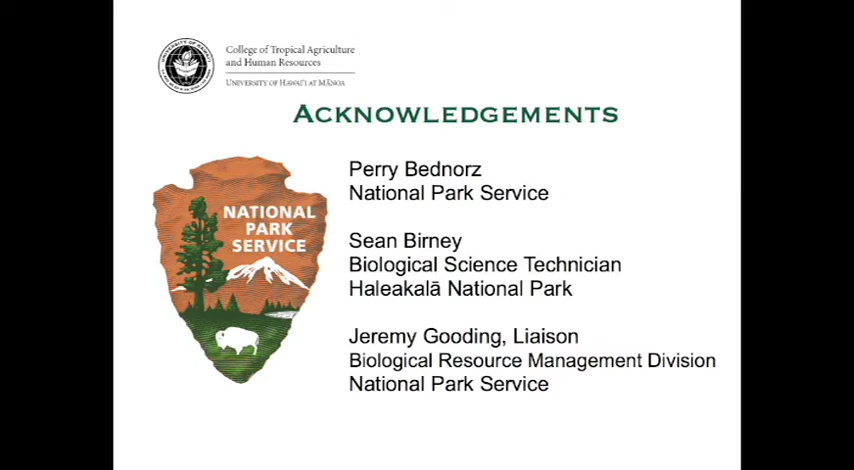 College of Tropical Agriculture
and Human Resources
UNIVERSITY OF HAWAI‘I AT MĀNOA
ACKNOWLEDGEMENTS
NATIONAL
PARK
SERVICE
Perry Bednorz
National Park Service
Sean Birney
Biological Science Technician
Haleakalā National Park
Jeremy Gooding, Liaison
Biological Resource Management Division
National Park Service